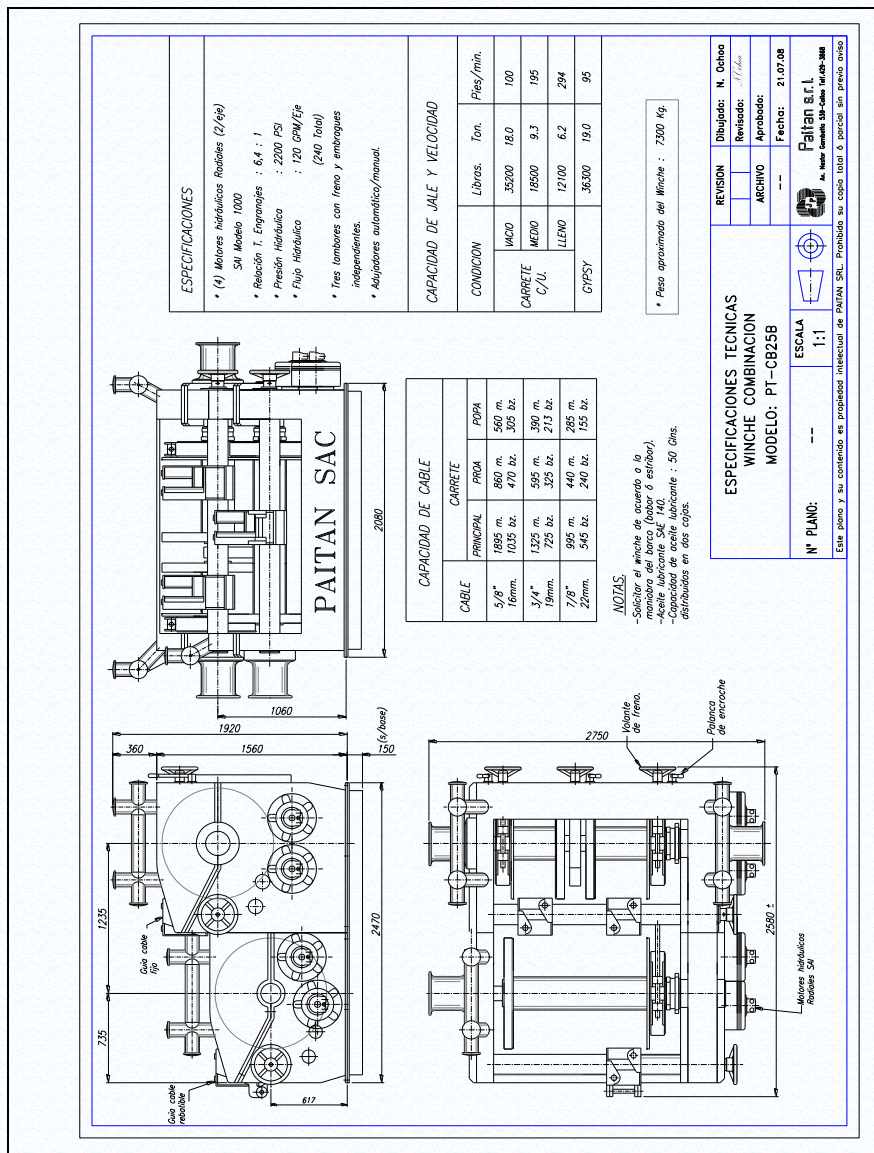 ESPECIFICACIONES
* (4) Motores hidráulicos Radiales (2/eje)
SAI Modelo 1000
* Relación T. Engranajes : 6,4 : 1
* Presión Hidráulica : 2200 PSI
* Flujo Hidráulico : 120 GPM/Eje
(240 Total)
* Tres tambores con freno y embragues
independientes.
* Adujadores automático/manual.
CAPACIDAD DE JALE Y VELOCIDAD
CONDICION Libras. Ton. Pies/min.
CARRETE C/U. VACIO 35200 18.0 100
MEDIO 18500 9.3 195
LLENO 12100 6.2 294
GYPSY 36300 19.0 95
* Peso aproximado del Winche : 7300 Kg.
PAITAN SAC
2080
1060
CAPACIDAD DE CABLE
CABLE CARRETE
PRINCIPAL PROA POPA
5/8" 1895 m. 860 m. 560 m.
16mm. 1035 bz. 470 bz. 305 bz.
3/4" 1325 m. 595 m. 390 m.
19mm. 725 bz. 325 bz. 213 bz.
7/8" 995 m. 440 m. 285 m.
22mm. 545 bz. 240 bz. 155 bz.
NOTAS.
-Solicitar el winche de acuerdo a la
maniobra del barco (babor ó estribor).
-Aceite lubricante SAE 140.
-Capacidad de aceite lubricante : 50 Glns.
distribuidos en dos cajas.
1920
360
1560
150
(s/base)
1235
735
2470
617
Guia cable
fijo
Guia cable
rebatible
2750
2580 ±
Volante
de freno.
Palanca
de encroche
Motores hidráulicos
Radiales SAI
ESPECIFICACIONES TECNICAS
WINCHE COMBINACION
MODELO: PT-CB25B
REVISION
Dibujado: N. Ochoa
Revisado:
ARCHIVO
--
Aprobado:
Fecha: 21.07.08
N° PLANO: --
ESCALA
1:1
Paitan s.r.l.
Av. Nestor Gambetta 539-Callao Telf.429-3868
Este plano y su contenido es propiedad intelectual de PAITAN SRL. Prohibida su copia total ó parcial sin previo aviso